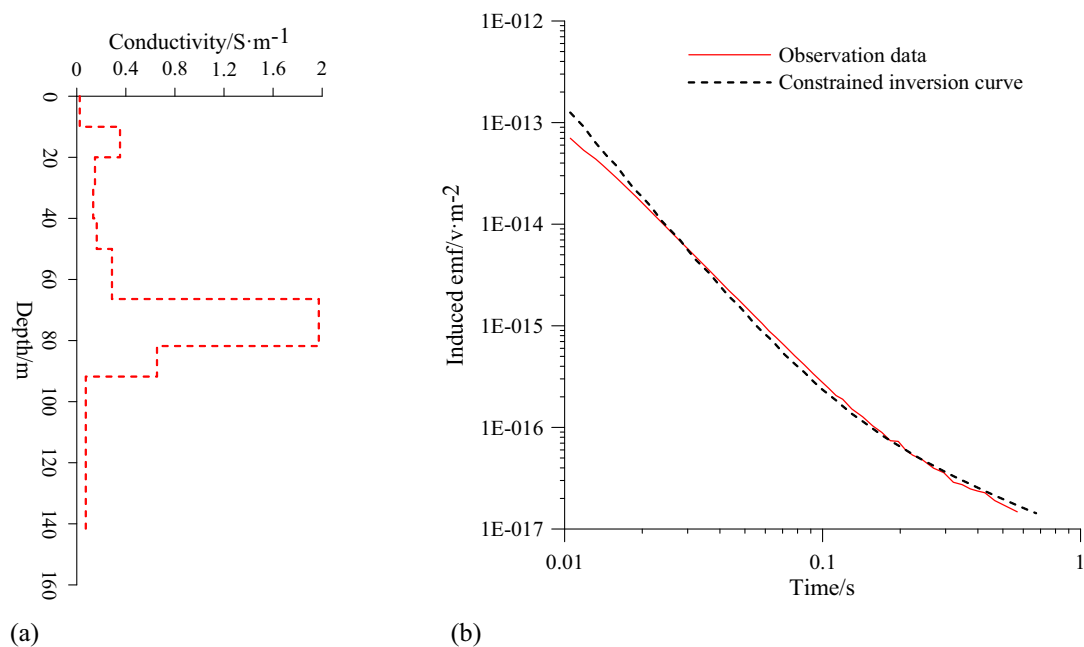 Conductivity/S·m-1
0 0.4 0.8 1.2 1.6 2
Depth/m
0
20
40
60
80
100
120
140
160
(a)
1E-012
1E-013
1E-014
1E-015
1E-016
1E-017
Induced emf/v·m-2
Observation data
Constrained inversion curve
0.01 0.1 1
Time/s
(b)